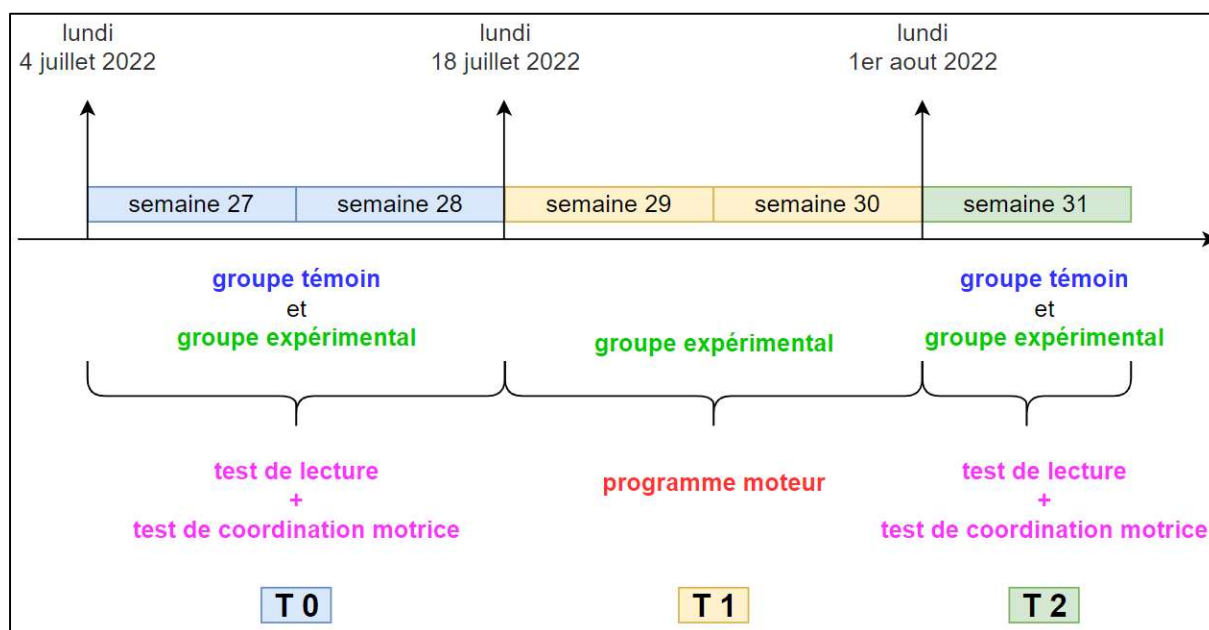 lundi
4 juillet 2022
lundi
18 juillet 2022
lundi
1er aout 2022
semaine 27
semaine 28
semaine 29
semaine 30
semaine 31
groupe témoin
et
groupe expérimental
groupe expérimental
groupe témoin
et
groupe expérimental
test de lecture
+
test de coordination motrice
programme moteur
test de lecture
+
test de coordination motrice
T 0
T 1
T 2